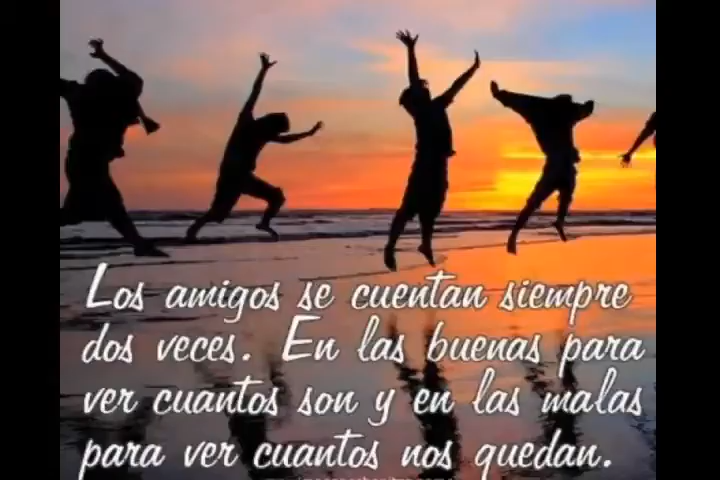 Los amigos se cuentan siempre
dos veces. En las buenas para
ver cuantos son y en las malas
para ver cuantos nos quedan.